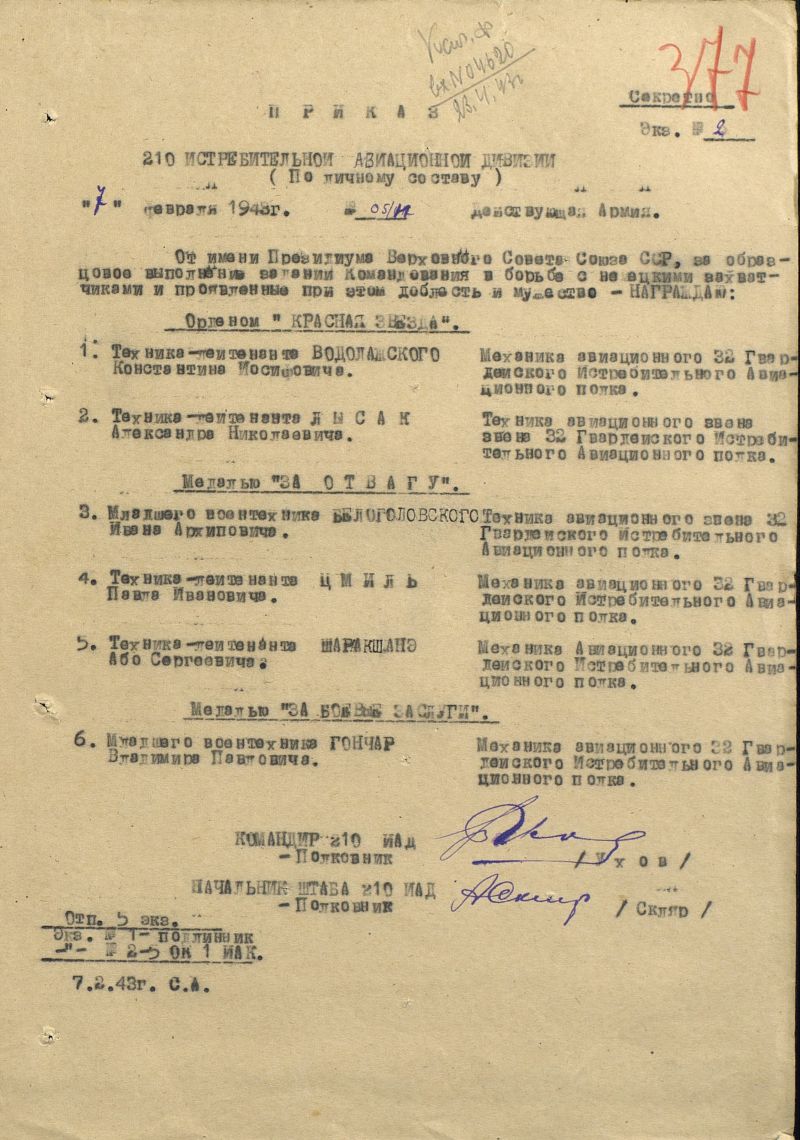 377
вх N04620
Секретно
Экз. № 2
П Р И К А З
210 ИСТРЕБИТЕЛЬНОЙ АВИАЦИОННОЙ ДИВИЗИИ
( По личному составу )
"7" февраля 1943г. № 05/н Действующая Армия.
От имени Президиума Верховного Совета Союза ССР, за образ-
цовое выполнение заданий Командования в борьбе с немецкими захват-
чиками и проявленные при этом доблесть и мужество - НАГРАЖДАЮ:
Орденом " КРАСНАЯ ЗВЕЗДА".
1. Техника-лейтенанта ВОДОЛАЖСКОГО Механика авиационного 32 Гвар-
Константина Иосифовича. дейского Истребительного Авиа-
ционного полка.
2. Техника-лейтенанта Л Ы С А К Техника авиационного звена
Александра Николаевича. звена 32 Гвардейского Истреби-
тельного Авиационного полка.
Медалью "ЗА О Т В А Г У".
3. Младшего воентехника БЕЛОГОЛОВСКОГО Техника авиационного звена 32
Ивана Архиповича. Гвардейского Истребительного
Авиационного полка.
4. Техника-лейтенанта Ц М И Л Ь Механика авиационного 32 Гвар-
Павла Ивановича. дейского Истребительного Авиа-
ционного полка.
5. Техника-лейтенанта ШАРАКШАНЭ Механика Авиационного 32 Гвар-
Або Сергеевича. дейского Истребительного Авиа-
ционного полка.
Медалью "ЗА БОЕВЫЕ ЗАСЛУГИ".
6. Младшего воентехника ГОНЧАР Механика авиационного 32 Гвар-
Владимира Павловича. дейского Истребительного Авиа-
ционного полка.
КОМАНДИР 210 ИАД
-Полковник / У х о в /
НАЧАЛЬНИК ШТАБА 210 ИАД
-Полковник / Скляр /
Отп. 5 экз.
Экз. № 1- подлинник
-"- № 2-5 ОК 1 ИАК.
7.2.43г. С.А.